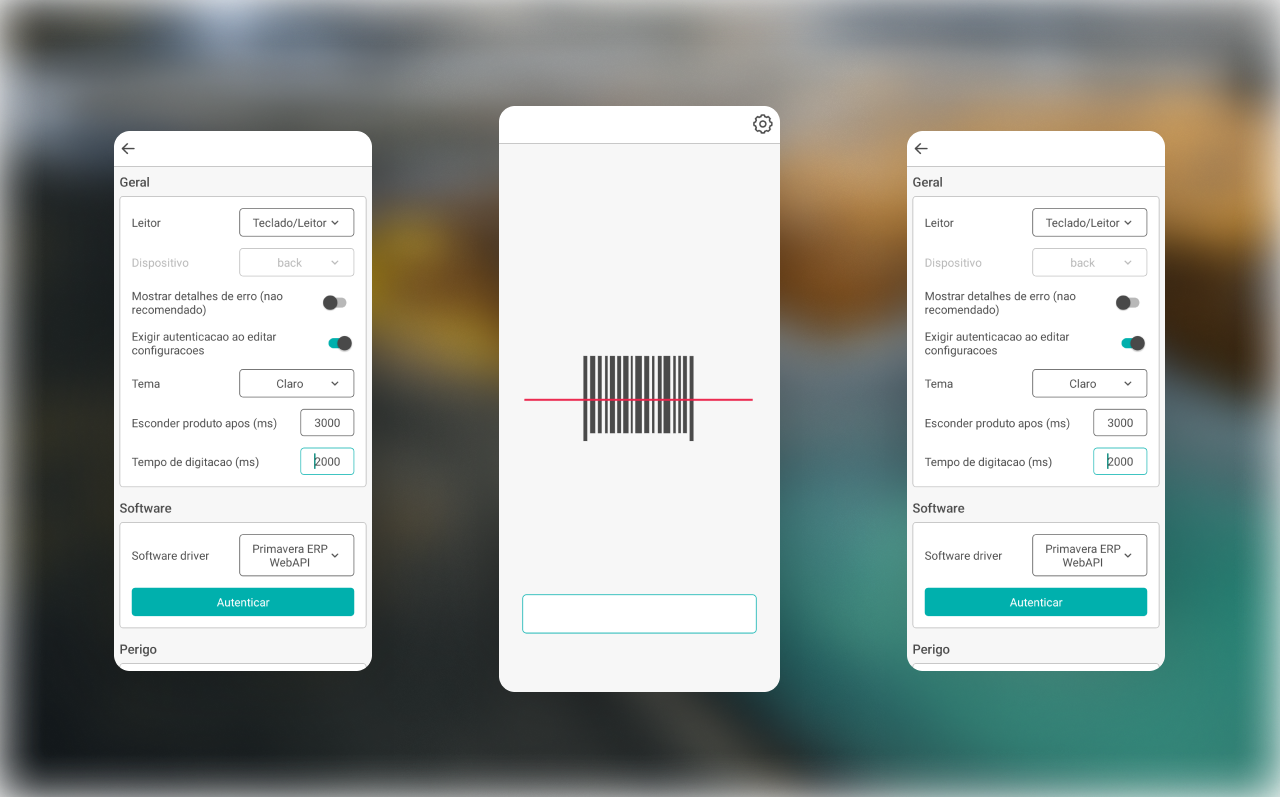 Geral
Leitor
Teclado/Leitor
Dispositivo
back
Mostrar detalhes de erro (nao
recomendado)
Exigir autenticacao ao editar
configuracoes
Tema
Claro
Esconder produto apos (ms)
3000
Tempo de digitacao (ms)
2000
Software
Software driver
Primavera ERP
WebAPI
Autenticar
Perigo
Geral
Leitor
Teclado/Leitor
Dispositivo
back
Mostrar detalhes de erro (nao
recomendado)
Exigir autenticacao ao editar
configuracoes
Tema
Claro
Esconder produto apos (ms)
3000
Tempo de digitacao (ms)
2000
Software
Software driver
Primavera ERP
WebAPI
Autenticar
Perigo